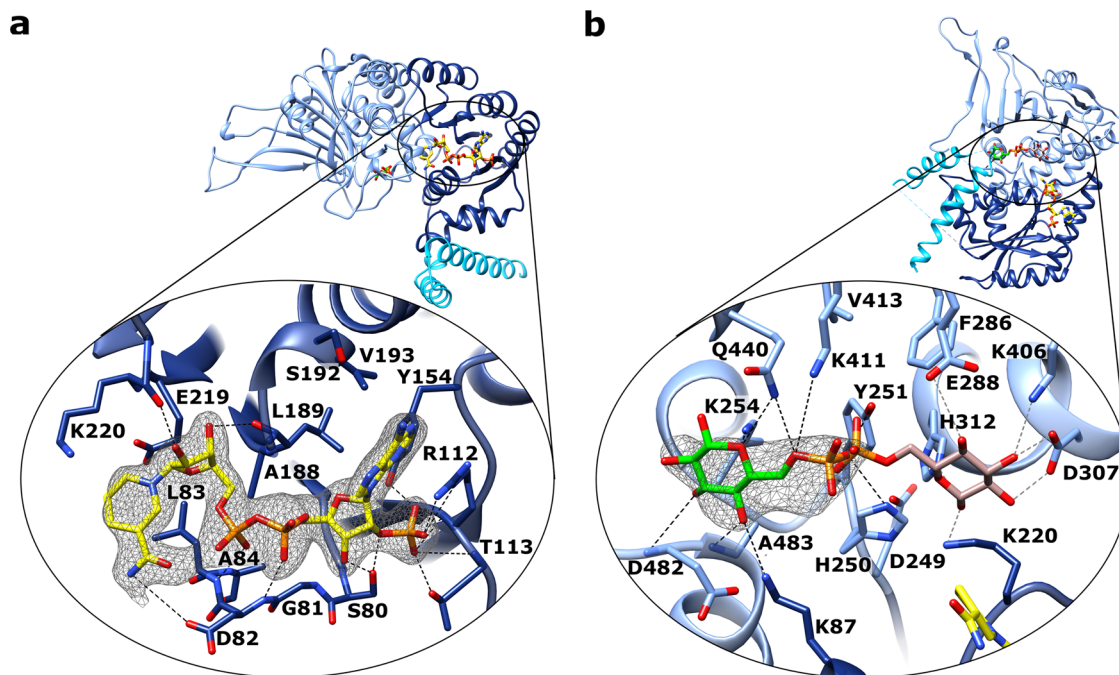 a
b
V193
S192
Y154
E219
L189
K220
R112
A188
L83
A84
T113
G81
S80
D82
V413
F286
Q440
K411
K406
E288
Y251
K254
H312
D307
A483
K220
D482
H250
D249
K87